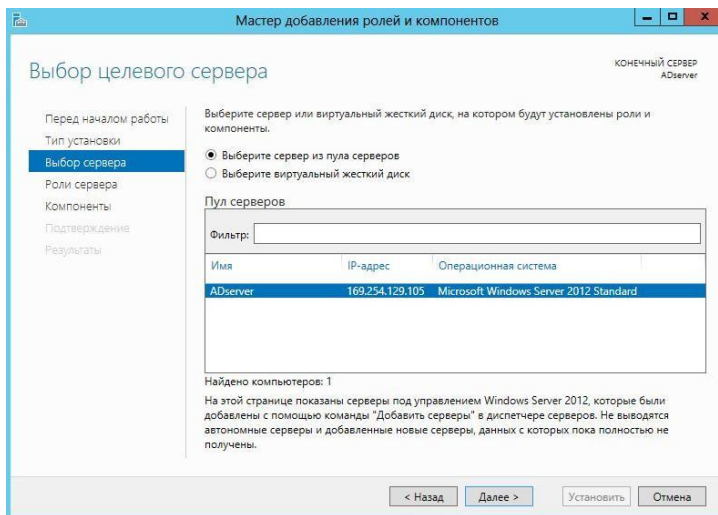 Мастер добавления ролей и компонентов
Выбор целевого сервера
КОНЕЧНЫЙ СЕРВЕР
ADserver
Перед началом работы
Тип установки
Выбор сервера
Роли сервера
Компоненты
Подтверждение
Результаты
Выберите сервер или виртуальный жесткий диск, на котором будут установлены роли и
компоненты.
Выберите сервер из пула серверов
Выберите виртуальный жесткий диск
Пул серверов
Фильтр:
Имя IP-адрес Операционная система
ADserver 169.254.129.105 Microsoft Windows Server 2012 Standard
Найдено компьютеров: 1
На этой странице показаны серверы под управлением Windows Server 2012, которые были
добавлены с помощью команды "Добавить серверы" в диспетчере серверов. Не выводятся
автономные серверы и добавленные новые серверы, данных с которых пока полностью не
получены.
< Назад Далее > Установить Отмена